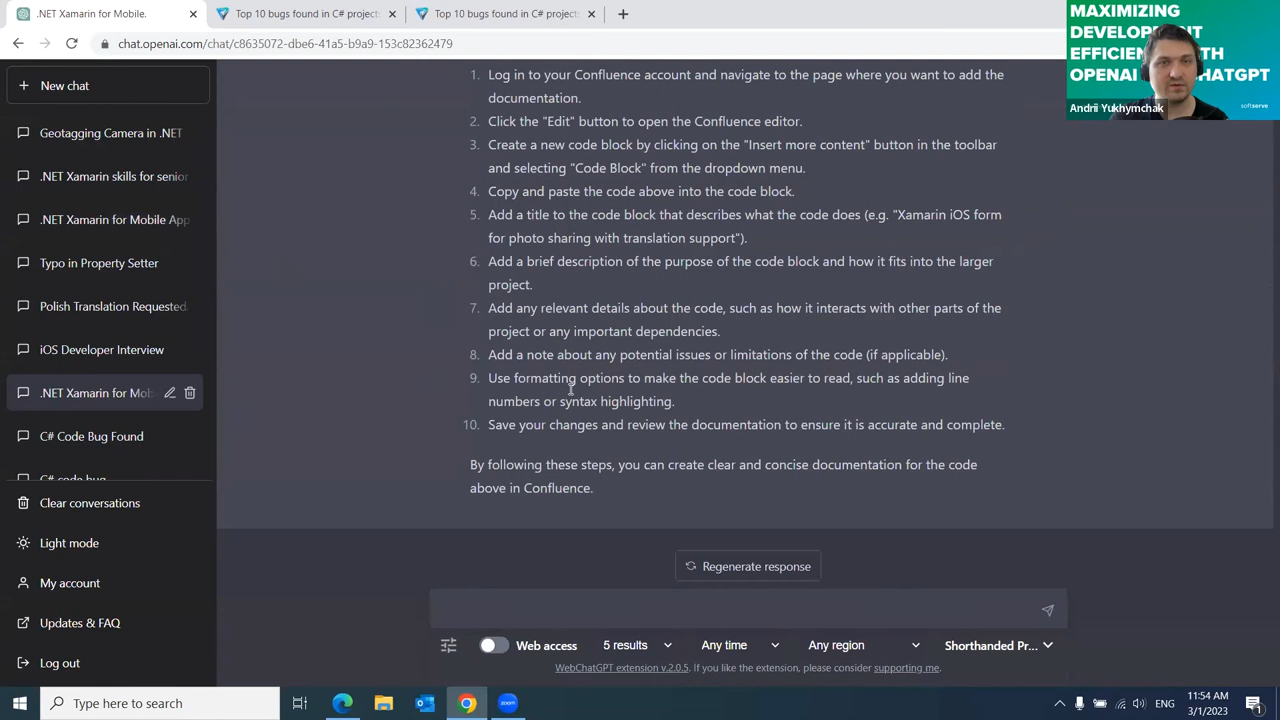 .NET Xamarin for Mobile.
Top 10 bugs found in C# projects
Top 10 bugs found in C# projects
chat.openai.com/chat/c8635072-dbe6-41a5-b9a9-153c82362479
MAXIMIZING
EFFICIEN
OPENAI
HATGPT
Andrii Yukhymchak
softserve
New chat
Geotagging Camera in .NET
.NET Xamarin skills for senior
.NET Xamarin for Mobile App
Typo in Property Setter
Polish Translation Requested.
iOS Developer Interview
.NET Xamarin for Mob
C# Code Bug Found
C# code bug
Clear conversations
Light mode
My account
Updates & FAQ
Log out
1. Log in to your Confluence account and navigate to the page where you want to add the
documentation.
2. Click the "Edit" button to open the Confluence editor.
3. Create a new code block by clicking on the "Insert more content" button in the toolbar
and selecting "Code Block" from the dropdown menu.
4. Copy and paste the code above into the code block.
5. Add a title to the code block that describes what the code does (e.g. "Xamarin iOS form
for photo sharing with translation support").
6. Add a brief description of the purpose of the code block and how it fits into the larger
project.
7. Add any relevant details about the code, such as how it interacts with other parts of the
project or any important dependencies.
8. Add a note about any potential issues or limitations of the code (if applicable).
9. Use formatting options to make the code block easier to read, such as adding line
numbers or syntax highlighting.
10. Save your changes and review the documentation to ensure it is accurate and complete.
By following these steps, you can create clear and concise documentation for the code
above in Confluence.
Regenerate response
Web access
5 results
Any time
Any region
Shorthanded Pr...
WebChatGPT extension v.2.0.5. If you like the extension, please consider supporting me.
Type here to search
zoom
ENG
11:54 AM
3/1/2023
1